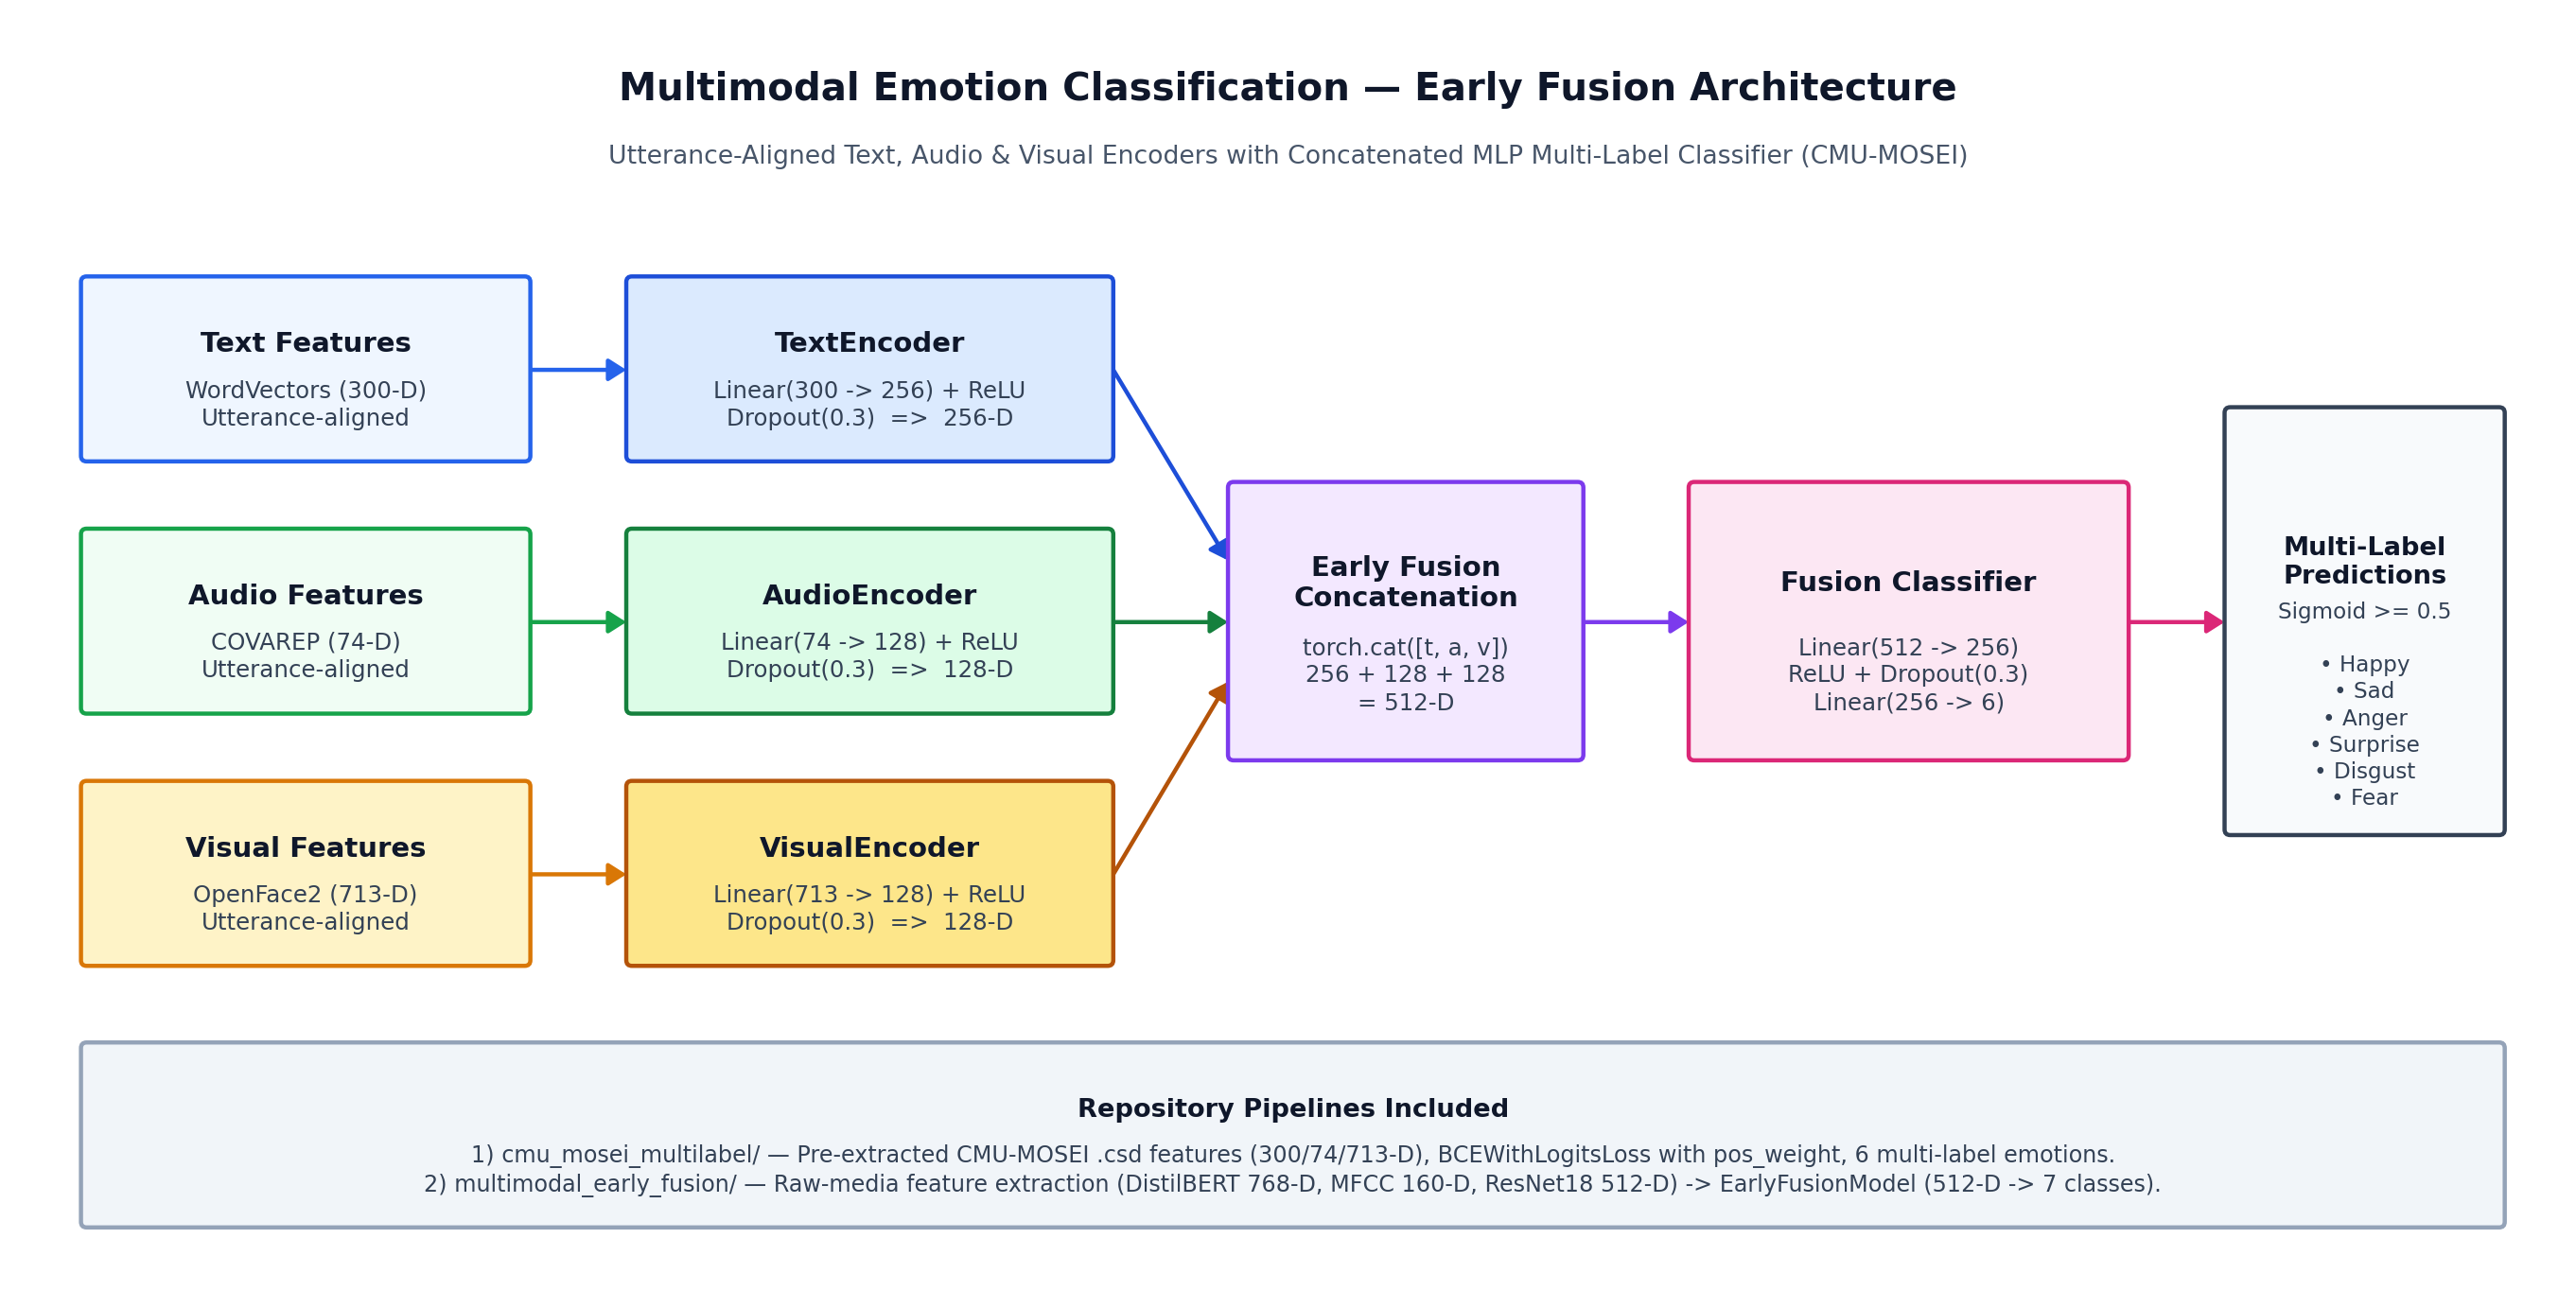 Multimodal Emotion Classification — Early Fusion Architecture
Utterance-Aligned Text, Audio & Visual Encoders with Concatenated MLP Multi-Label Classifier (CMU-MOSEI)
Text Features
WordVectors (300-D)
Utterance-aligned
TextEncoder
Linear(300 -> 256) + ReLU
Dropout(0.3)  =>  256-D
Audio Features
COVAREP (74-D)
Utterance-aligned
AudioEncoder
Linear(74 -> 128) + ReLU
Dropout(0.3)  =>  128-D
Visual Features
OpenFace2 (713-D)
Utterance-aligned
VisualEncoder
Linear(713 -> 128) + ReLU
Dropout(0.3)  =>  128-D
Early Fusion
Concatenation
torch.cat([t, a, v])
256 + 128 + 128
= 512-D
Fusion Classifier
Linear(512 -> 256)
ReLU + Dropout(0.3)
Linear(256 -> 6)
Multi-Label
Predictions
Sigmoid >= 0.5
• Happy
• Sad
• Anger
• Surprise
• Disgust
• Fear
Repository Pipelines Included
1) cmu_mosei_multilabel/ — Pre-extracted CMU-MOSEI .csd features (300/74/713-D), BCEWithLogitsLoss with pos_weight, 6 multi-label emotions.
2) multimodal_early_fusion/ — Raw-media feature extraction (DistilBERT 768-D, MFCC 160-D, ResNet18 512-D) -> EarlyFusionModel (512-D -> 7 classes).